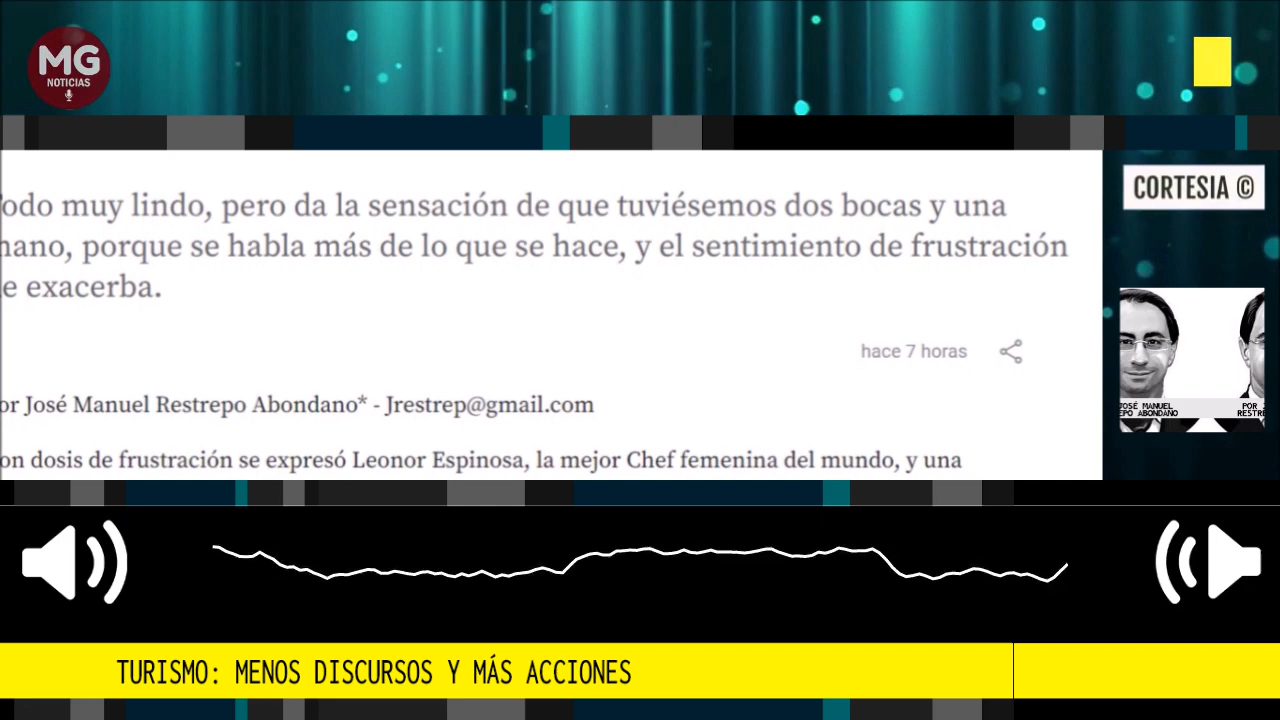 MG
NOTICIAS
CORTESIA ©
odo muy lindo, pero da la sensación de que tuviésemos dos bocas y una
ano, porque se habla más de lo que se hace, y el sentimiento de frustración
e exacerba.
hace 7 horas
or José Manuel Restrepo Abondano* - Jrestrep@gmail.com
on dosis de frustración se expresó Leonor Espinosa, la mejor Chef femenina del mundo, y una
JOSÉ MANUEL
EPO ABONDANO
POR
RESTRE
TURISMO: MENOS DISCURSOS Y MÁS ACCIONES